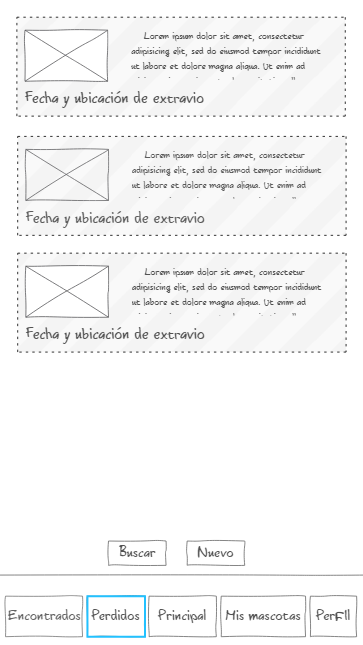 Lorem ipsum dolor sit amet, consectetur
adipisicing elit, sed do eiusmod tempor incididunt
ut labore et dolore magna aliqua. Ut enim ad
Fecha y ubicación de extravio
Lorem ipsum dolor sit amet, consectetur
adipisicing elit, sed do eiusmod tempor incididunt
ut labore et dolore magna aliqua. Ut enim ad
Fecha y ubicación de extravio
Lorem ipsum dolor sit amet, consectetur
adipisicing elit, sed do eiusmod tempor incididunt
ut labore et dolore magna aliqua. Ut enim ad
Fecha y ubicación de extravio
Buscar Nuevo
Encontrados Perdidos Principal Mis mascotas PerFIl